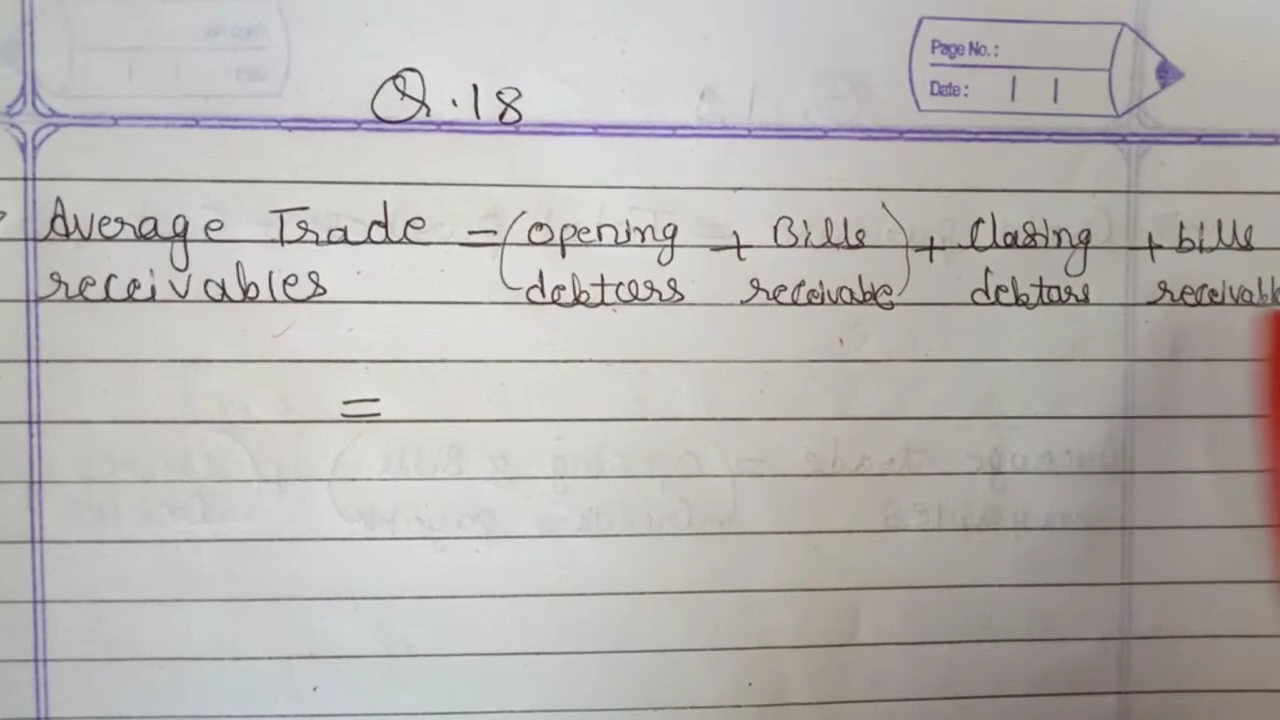 Page No.:
Date:
Q.18
Average Trade = (opening + Bills) + Closing + bills
receivables debtors receivable debtors receivable
=